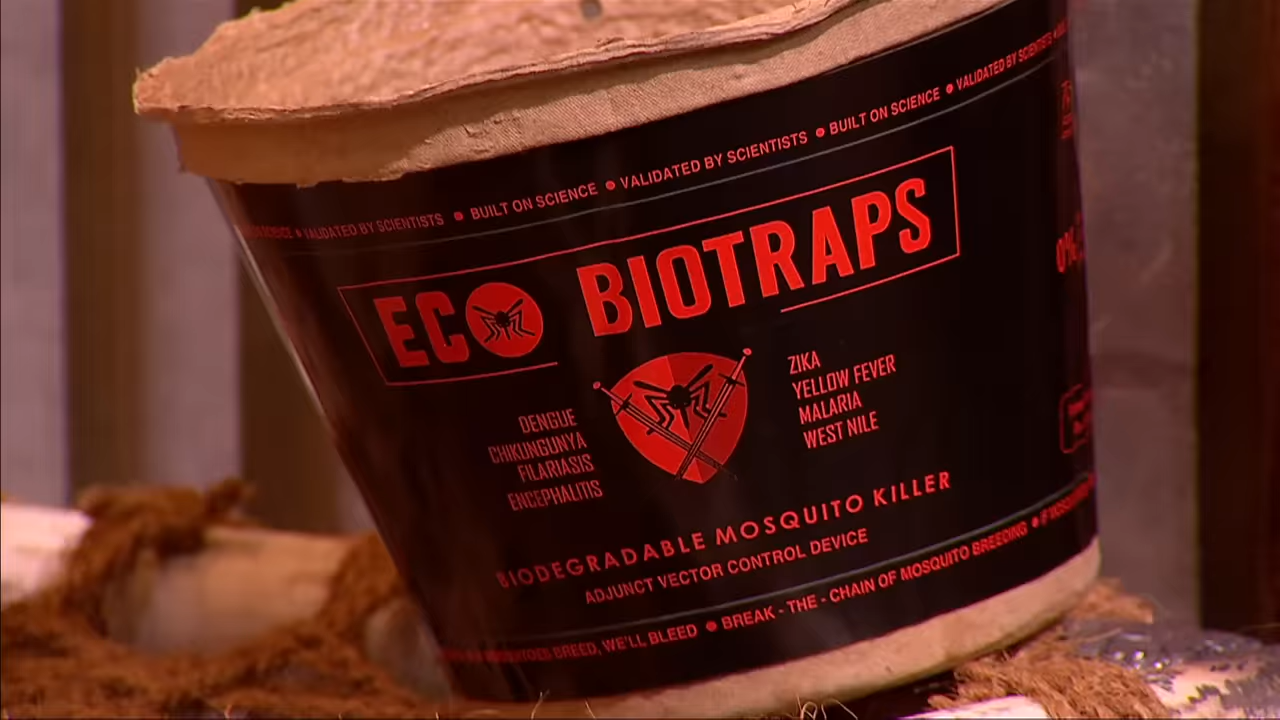 VALIDATED BY SCIENTISTS • BUILT ON SCIENCE • VALIDATED BY SCIENTISTS • BUILT ON SCIENCE • VALIDATED BY SCIENTISTS
ECO BIOTRAPS
DENGUE
CHIKUNGUNYA
FILARIASIS
ENCEPHALITIS
ZIKA
YELLOW FEVER
MALARIA
WEST NILE
BIODEGRADABLE MOSQUITO KILLER
ADJUNCT VECTOR CONTROL DEVICE
BREED, WE'LL BLEED • BREAK - THE - CHAIN OF MOSQUITO BREEDING • IF
0%